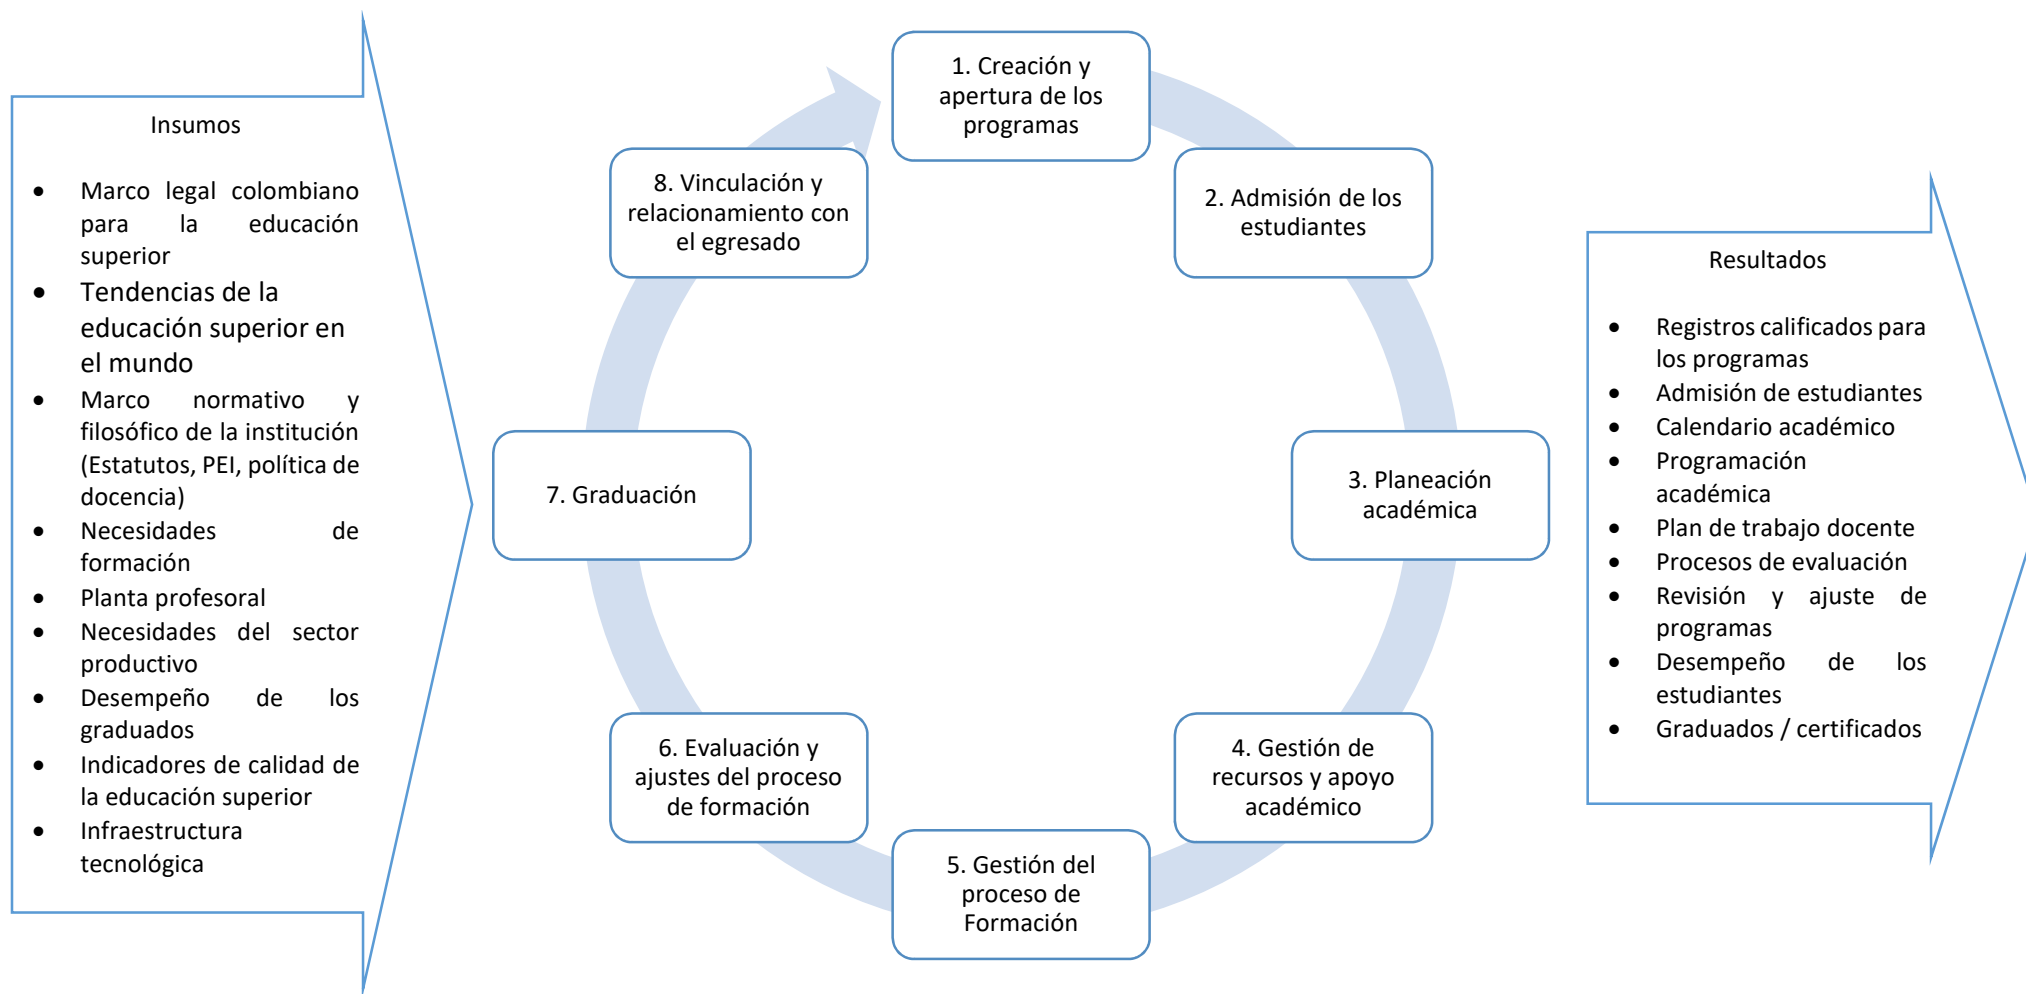 Insumos
• Marco legal colombiano
para la educación
superior
• Tendencias de la
educación superior en
el mundo
• Marco normativo y
filosófico de la institución
(Estatutos, PEI, política de
docencia)
• Necesidades de
formación
• Planta profesoral
• Necesidades del sector
productivo
• Desempeño de los
graduados
• Indicadores de calidad de
la educación superior
• Infraestructura
tecnológica
1. Creación y
apertura de los
programas
2. Admisión de los
estudiantes
3. Planeación
académica
4. Gestión de
recursos y apoyo
académico
5. Gestión del
proceso de
Formación
6. Evaluación y
ajustes del proceso
de formación
7. Graduación
8. Vinculación y
relacionamiento con
el egresado
Resultados
• Registros calificados para
los programas
• Admisión de estudiantes
• Calendario académico
• Programación
académica
• Plan de trabajo docente
• Procesos de evaluación
• Revisión y ajuste de
programas
• Desempeño de los
estudiantes
• Graduados / certificados